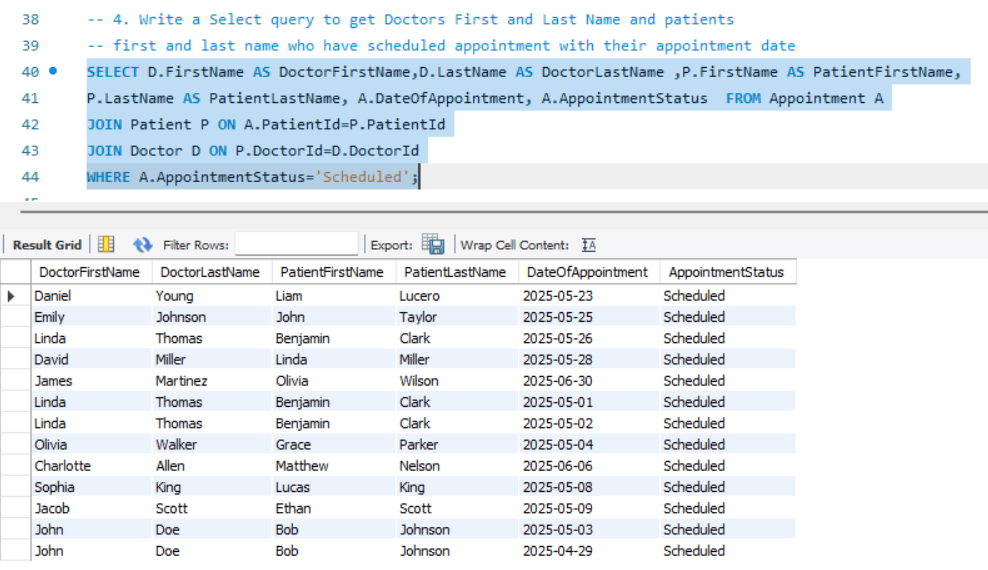 38 -- 4. Write a Select query to get Doctors First and Last Name and patients
39 -- first and last name who have scheduled appointment with their appointment date
40 SELECT D.FirstName AS DoctorFirstName,D.LastName AS DoctorLastName ,P.FirstName AS PatientFirstName,
41 P.LastName AS PatientLastName, A.DateOfAppointment, A.AppointmentStatus  FROM Appointment A
42 JOIN Patient P ON A.PatientId=P.PatientId
43 JOIN Doctor D ON P.DoctorId=D.DoctorId
44 WHERE A.AppointmentStatus='Scheduled';
Result Grid Filter Rows: Export: Wrap Cell Content:
DoctorFirstName DoctorLastName PatientFirstName PatientLastName DateOfAppointment AppointmentStatus
Daniel Young Liam Lucero 2025-05-23 Scheduled
Emily Johnson John Taylor 2025-05-25 Scheduled
Linda Thomas Benjamin Clark 2025-05-26 Scheduled
David Miller Linda Miller 2025-05-28 Scheduled
James Martinez Olivia Wilson 2025-06-30 Scheduled
Linda Thomas Benjamin Clark 2025-05-01 Scheduled
Linda Thomas Benjamin Clark 2025-05-02 Scheduled
Olivia Walker Grace Parker 2025-05-04 Scheduled
Charlotte Allen Matthew Nelson 2025-06-06 Scheduled
Sophia King Lucas King 2025-05-08 Scheduled
Jacob Scott Ethan Scott 2025-05-09 Scheduled
John Doe Bob Johnson 2025-05-03 Scheduled
John Doe Bob Johnson 2025-04-29 Scheduled